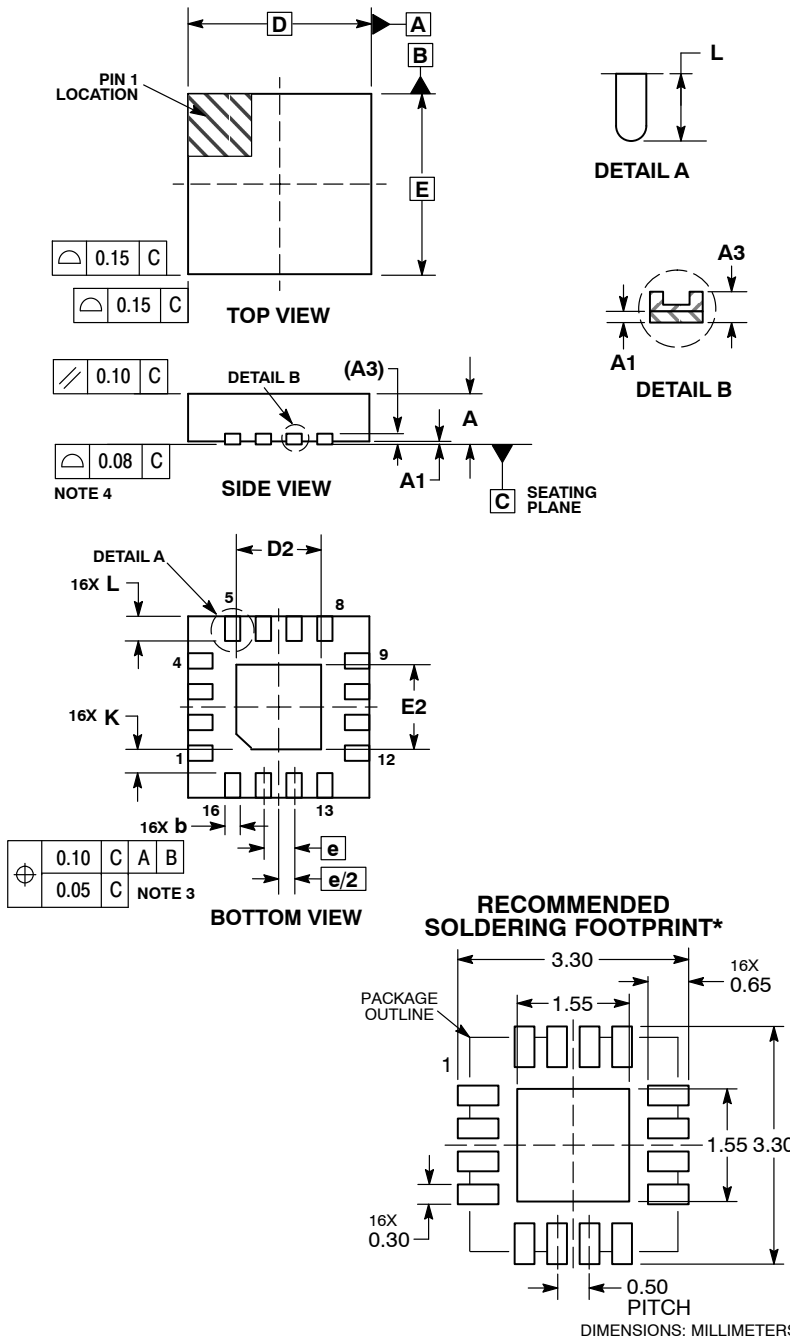 D
A
B
PIN 1
LOCATION
E
0.15 C
0.15 C
TOP VIEW
L
DETAIL A
A3
A1
DETAIL B
0.10 C
DETAIL B
(A3)
A
0.08 C
NOTE 4
SIDE VIEW
A1
C
SEATING
PLANE
DETAIL A
D2
16X L
5
8
4
9
E2
16X K
1
12
16
13
16X b
0.10 C A B
0.05 C NOTE 3
e
e/2
BOTTOM VIEW
RECOMMENDED
SOLDERING FOOTPRINT*
3.30
16X
0.65
PACKAGE
OUTLINE
1.55
1
1.55 3.30
16X
0.30
0.50
PITCH
DIMENSIONS: MILLIMETERS